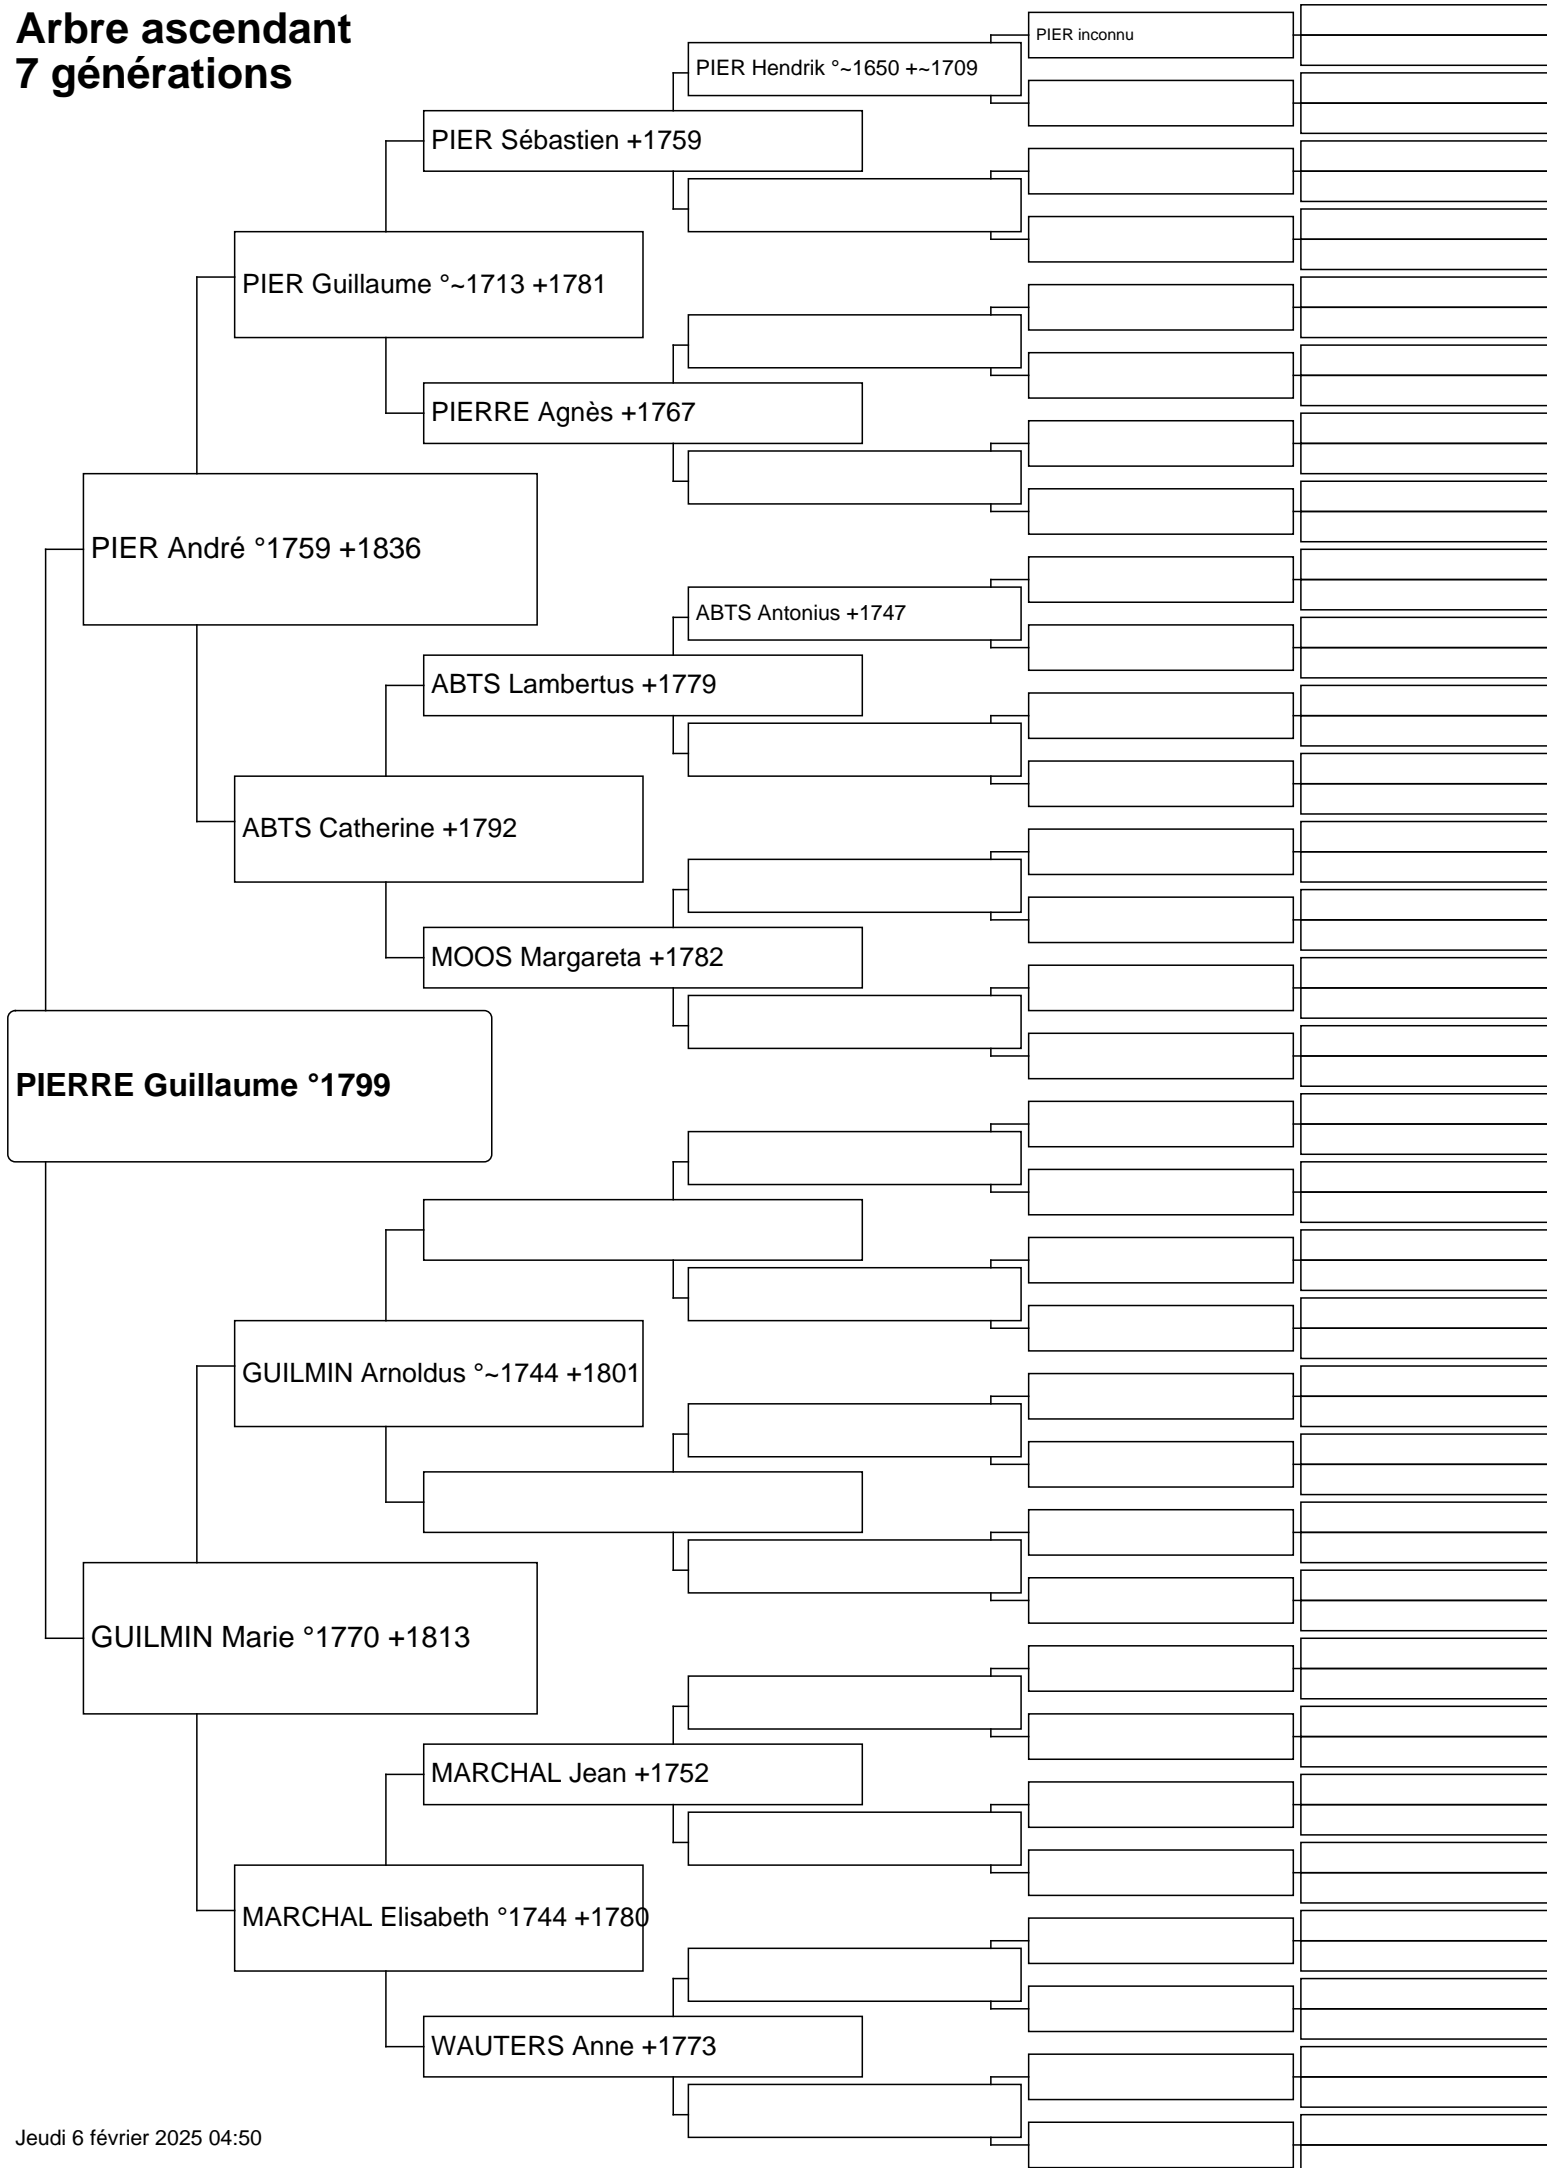 Arbre ascendant
7 générations
PIER inconnu
PIER Hendrik °~1650 +~1709
PIER Sébastien +1759
PIER Guillaume °~1713 +1781
PIERRE Agnès +1767
PIER André °1759 +1836
ABTS Antonius +1747
ABTS Lambertus +1779
ABTS Catherine +1792
MOOS Margareta +1782
PIERRE Guillaume °1799
GUILMIN Arnoldus °~1744 +1801
GUILMIN Marie °1770 +1813
MARCHAL Jean +1752
MARCHAL Elisabeth °1744 +1780
WAUTERS Anne +1773
Jeudi 6 février 2025 04:50